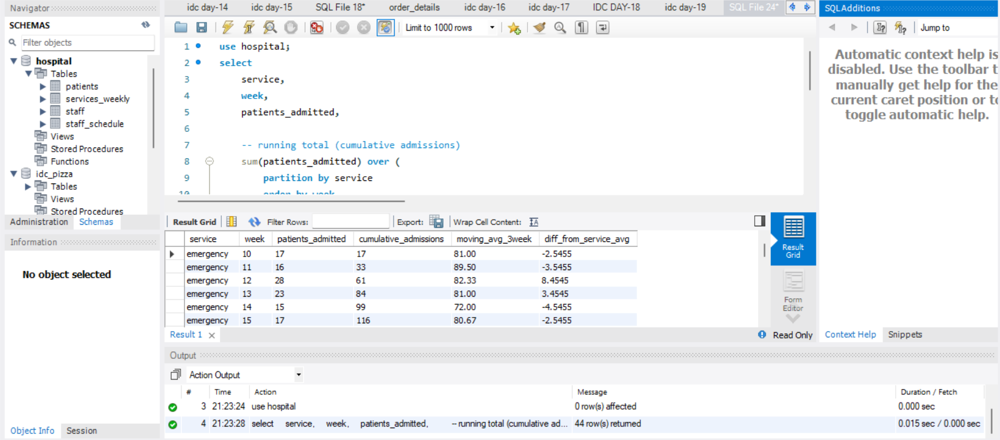 Navigator
SCHEMAS
Filter objects
hospital
Tables
patients
services_weekly
staff
staff_schedule
Views
Stored Procedures
Functions
idc_pizza
Tables
Views
Stored Procedures
Administration Schemas
Information
No object selected
Object Info Session
idc day-14 idc day-15 SQL File 18* order_details idc day-16 idc day-17 IDC DAY-18 idc day-19 SQL File 24*
Limit to 1000 rows
1 use hospital;
2 select
3 service,
4 week,
5 patients_admitted,
6
7 -- running total (cumulative admissions)
8 sum(patients_admitted) over (
9 partition by service
10 order by week
Result Grid Filter Rows: Export: Wrap Cell Content:
service week patients_admitted cumulative_admissions moving_avg_3week diff_from_service_avg
emergency 10 17 17 81.00 -2.5455
emergency 11 16 33 89.50 -3.5455
emergency 12 28 61 82.33 8.4545
emergency 13 23 84 81.00 3.4545
emergency 14 15 99 72.00 -4.5455
emergency 15 17 116 80.67 -2.5455
Result Grid
Form Editor
Result 1 Read Only
Output
Action Output
# Time Action Message Duration / Fetch
3 21:23:24 use hospital 0 row(s) affected 0.000 sec
4 21:23:28 select service, week, patients_admitted, -- running total (cumulative ad... 44 row(s) returned 0.015 sec / 0.000 sec
SQLAdditions
Jump to
Automatic context help is
disabled. Use the toolbar t
manually get help for the
current caret position or to
toggle automatic help.
Context Help Snippets